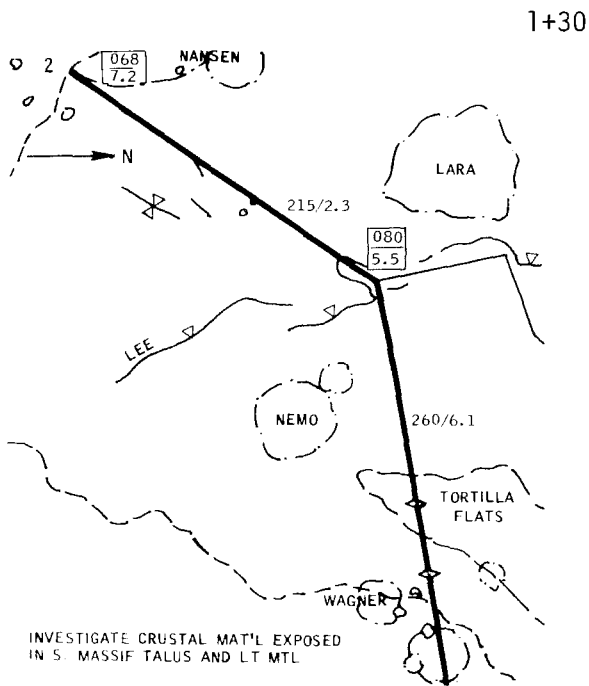 1+30
2
068
7.2
NANSEN
N
LARA
215/2.3
080
5.5
LEE
NEMO
260/6.1
TORTILLA
FLATS
WAGNER
INVESTIGATE CRUSTAL MAT'L EXPOSED
IN S. MASSIF TALUS AND LT MTL